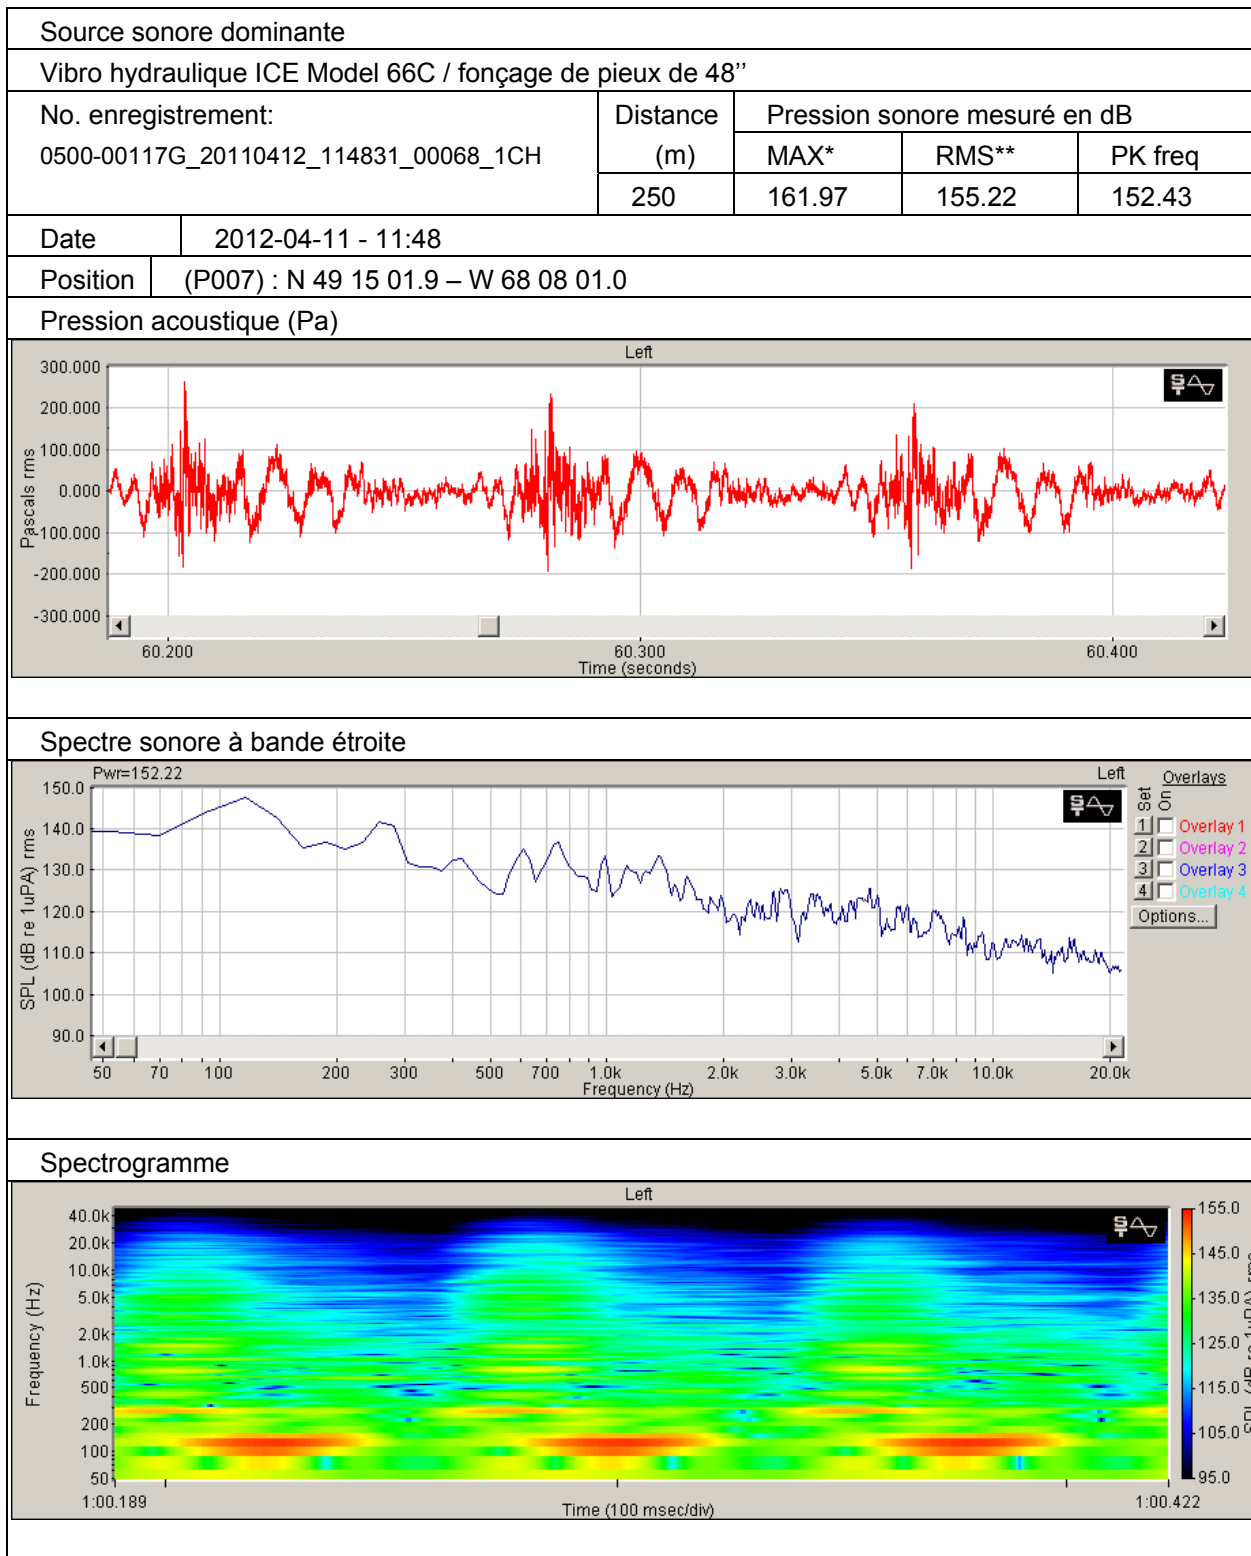 Source sonore dominante
Vibro hydraulique ICE Model 66C / fonçage de pieux de 48’’
No. enregistrement:
0500-00117G_20110412_114831_00068_1CH
Distance
(m)
Pression sonore mesuré en dB
MAX* RMS** PK freq
250 161.97 155.22 152.43
Date 2012-04-11 - 11:48
Position (P007) : N 49 15 01.9 – W 68 08 01.0
Pression acoustique (Pa)
Left
300.000
200.000
100.000
0.000
-100.000
-200.000
-300.000
Pascals rms
60.200 60.300 60.400
Time (seconds)
Spectre sonore à bande étroite
Pwr=152.22 Left
150.0
140.0
130.0
120.0
110.0
100.0
90.0
SPL (dB re 1uPA) rms
50 70 100 200 300 500 700 1.0k 2.0k 3.0k 5.0k 7.0k 10.0k 20.0k
Frequency (Hz)
Overlays
Set
On
1 Overlay 1
2 Overlay 2
3 Overlay 3
4 Overlay 4
Options...
Spectrogramme
Left
40.0k
20.0k
10.0k
5.0k
2.0k
1.0k
500
200
100
50
Frequency (Hz)
1:00.189 1:00.422
Time (100 msec/div)
155.0
145.0
135.0
125.0
115.0
105.0
95.0
SPL (dB re 1uPA) rms